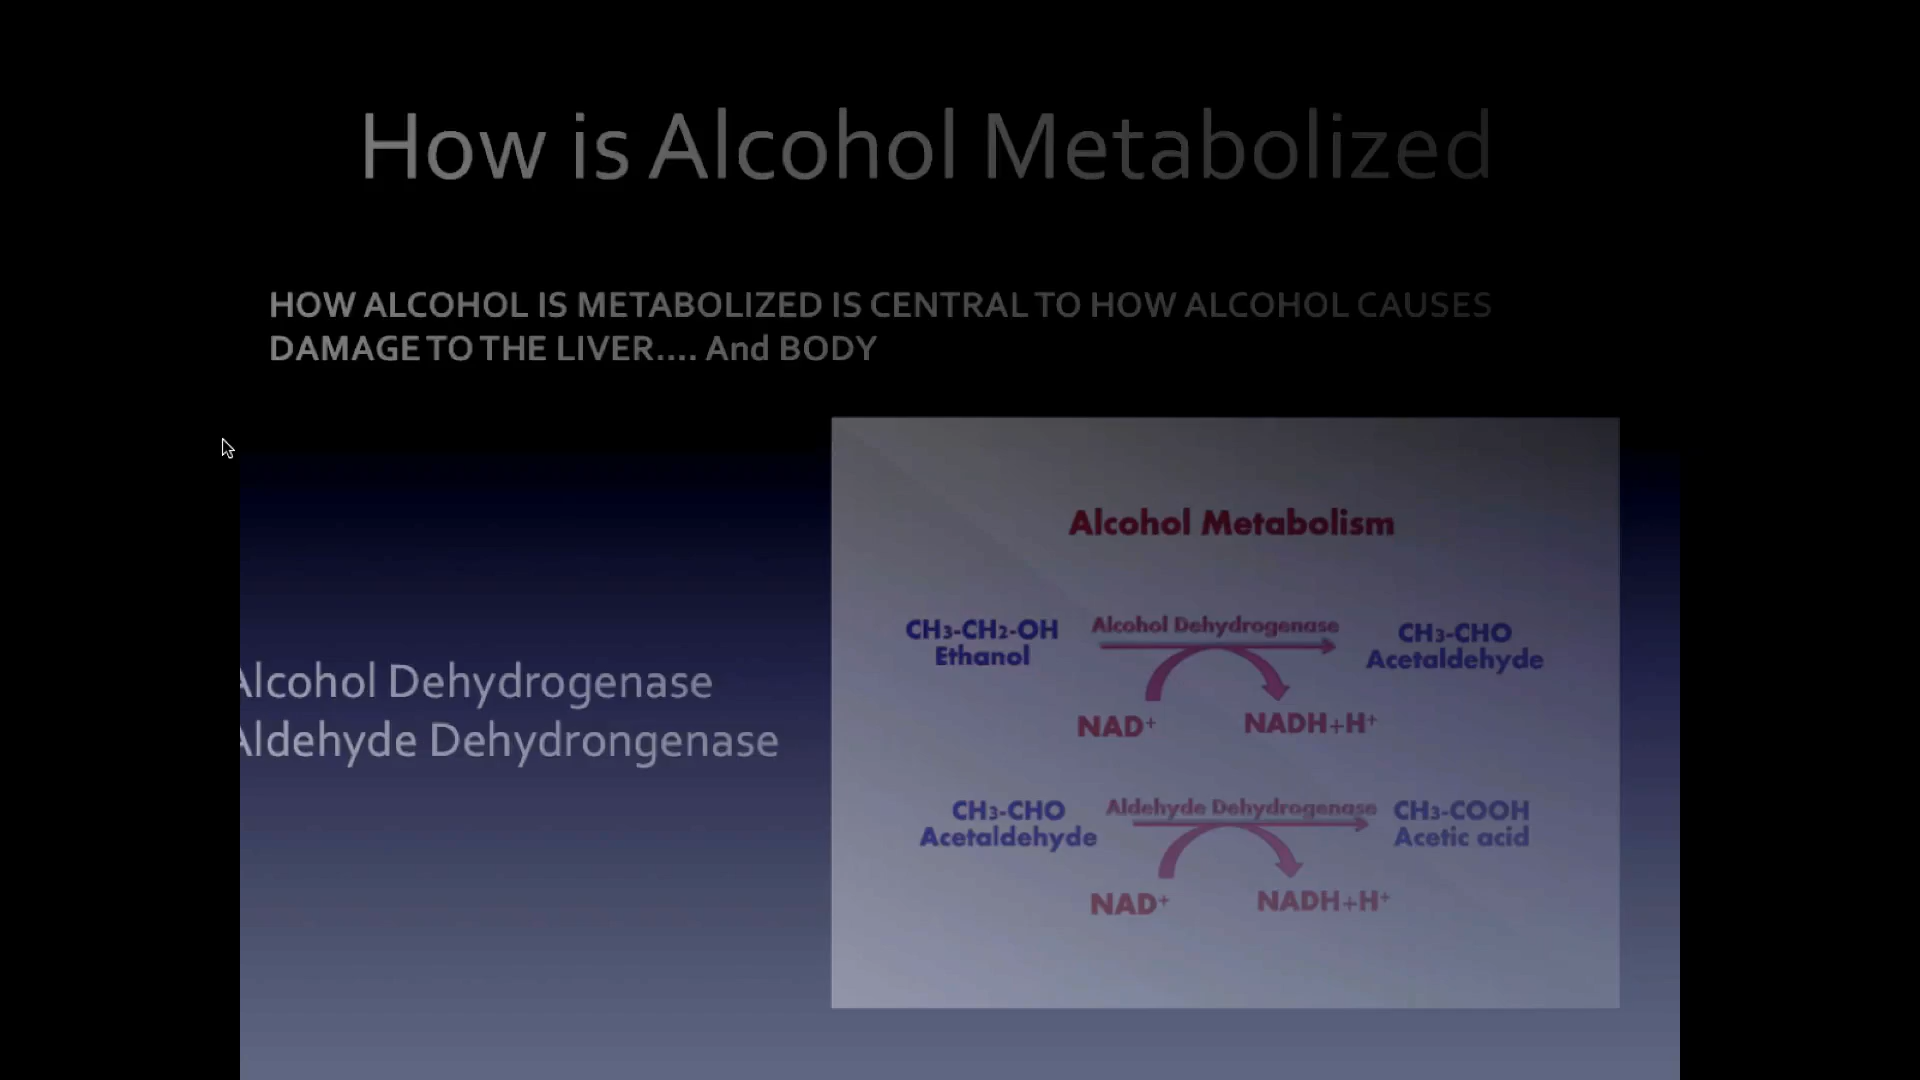 How is Alcohol Metabolized
HOW ALCOHOL IS METABOLIZED IS CENTRAL TO HOW ALCOHOL CAUSES
DAMAGE TO THE LIVER.... And BODY
Alcohol Dehydrogenase
Aldehyde Dehydrongenase
Alcohol Metabolism
CH₃-CH₂-OH
Ethanol
Alcohol Dehydrogenase
CH₃-CHO
Acetaldehyde
NAD⁺
NADH+H⁺
CH₃-CHO
Acetaldehyde
Aldehyde Dehydrogenase
CH₃-COOH
Acetic acid
NAD⁺
NADH+H⁺